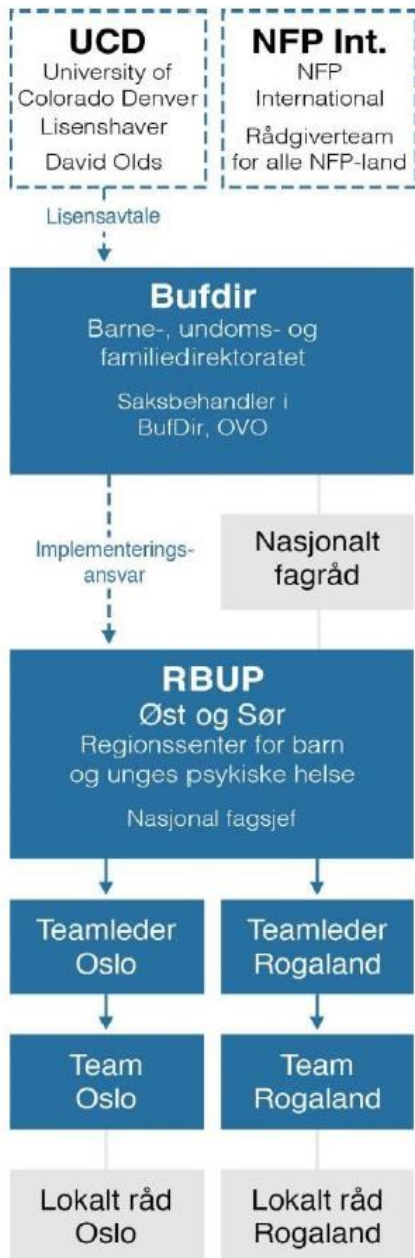 UCD
University of
Colorado Denver
Lisenshaver
David Olds
NFP Int.
NFP
International
Rådgiverteam
for alle NFP-land
Lisensavtale
Bufdir
Barne-, undoms- og
familiedirektoratet
Saksbehandler i
BufDir, OVO
Implementerings-
ansvar
Nasjonalt
fagråd
RBUP
Øst og Sør
Regionssenter for barn
og unges psykiske helse
Nasjonal fagsjef
Teamleder
Oslo
Teamleder
Rogaland
Team
Oslo
Team
Rogaland
Lokalt råd
Oslo
Lokalt råd
Rogaland